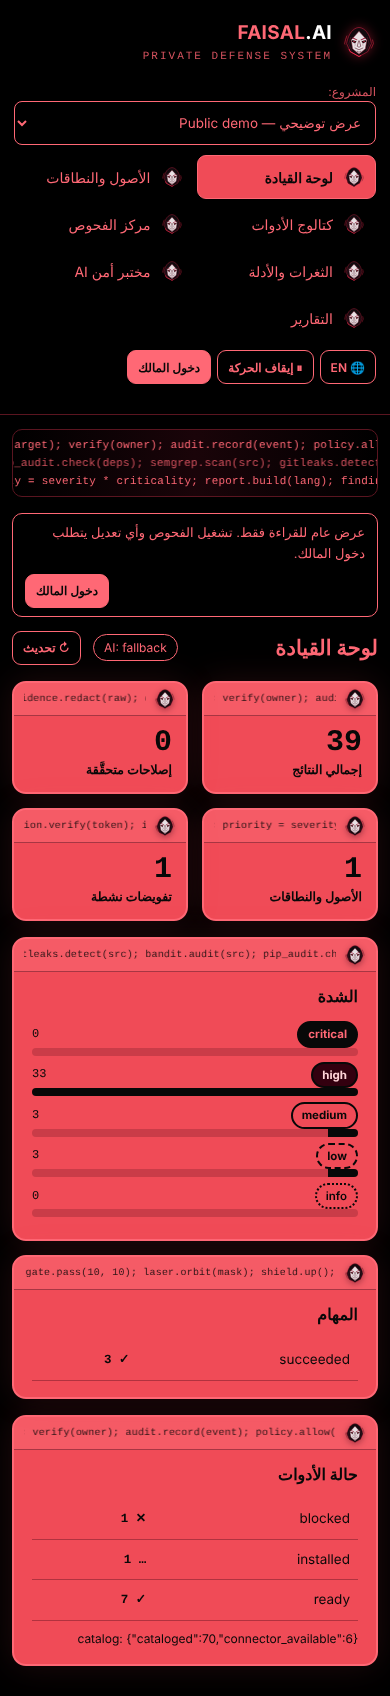 FAISAL.AI
PRIVATE DEFENSE SYSTEM
المشروع:
عرض توضيحي — Public demo
لوحة القيادة
الأصول والنطاقات
كتالوج الأدوات
مركز الفحوص
الثغرات والأدلة
مختبر أمن AI
التقارير
🌐 EN
⏸ إيقاف الحركة
دخول المالك
arget); verify(owner); audit.record(event); policy.all
_audit.check(deps); semgrep.scan(src); gitleaks.detect
y = severity * criticality; report.build(lang); findin
عرض عام للقراءة فقط. تشغيل الفحوص وأي تعديل يتطلب
دخول المالك.
دخول المالك
لوحة القيادة
AI: fallback
↻ تحديث
verify(owner); aud
39
إجمالي النتائج
idence.redact(raw);
0
إصلاحات متحقَّقة
priority = severity
1
الأصول والنطاقات
ion.verify(token); i
1
تفويضات نشطة
leaks.detect(src); bandit.audit(src); pip_audit.ch
الشدة
critical 0
high 33
medium 3
low 3
info 0
gate.pass(10, 10); laser.orbit(mask); shield.up();
المهام
succeeded ✓ 3
verify(owner); audit.record(event); policy.allow(
حالة الأدوات
blocked ✕ 1
installed … 1
ready ✓ 7
catalog: {"cataloged":70,"connector_available":6}